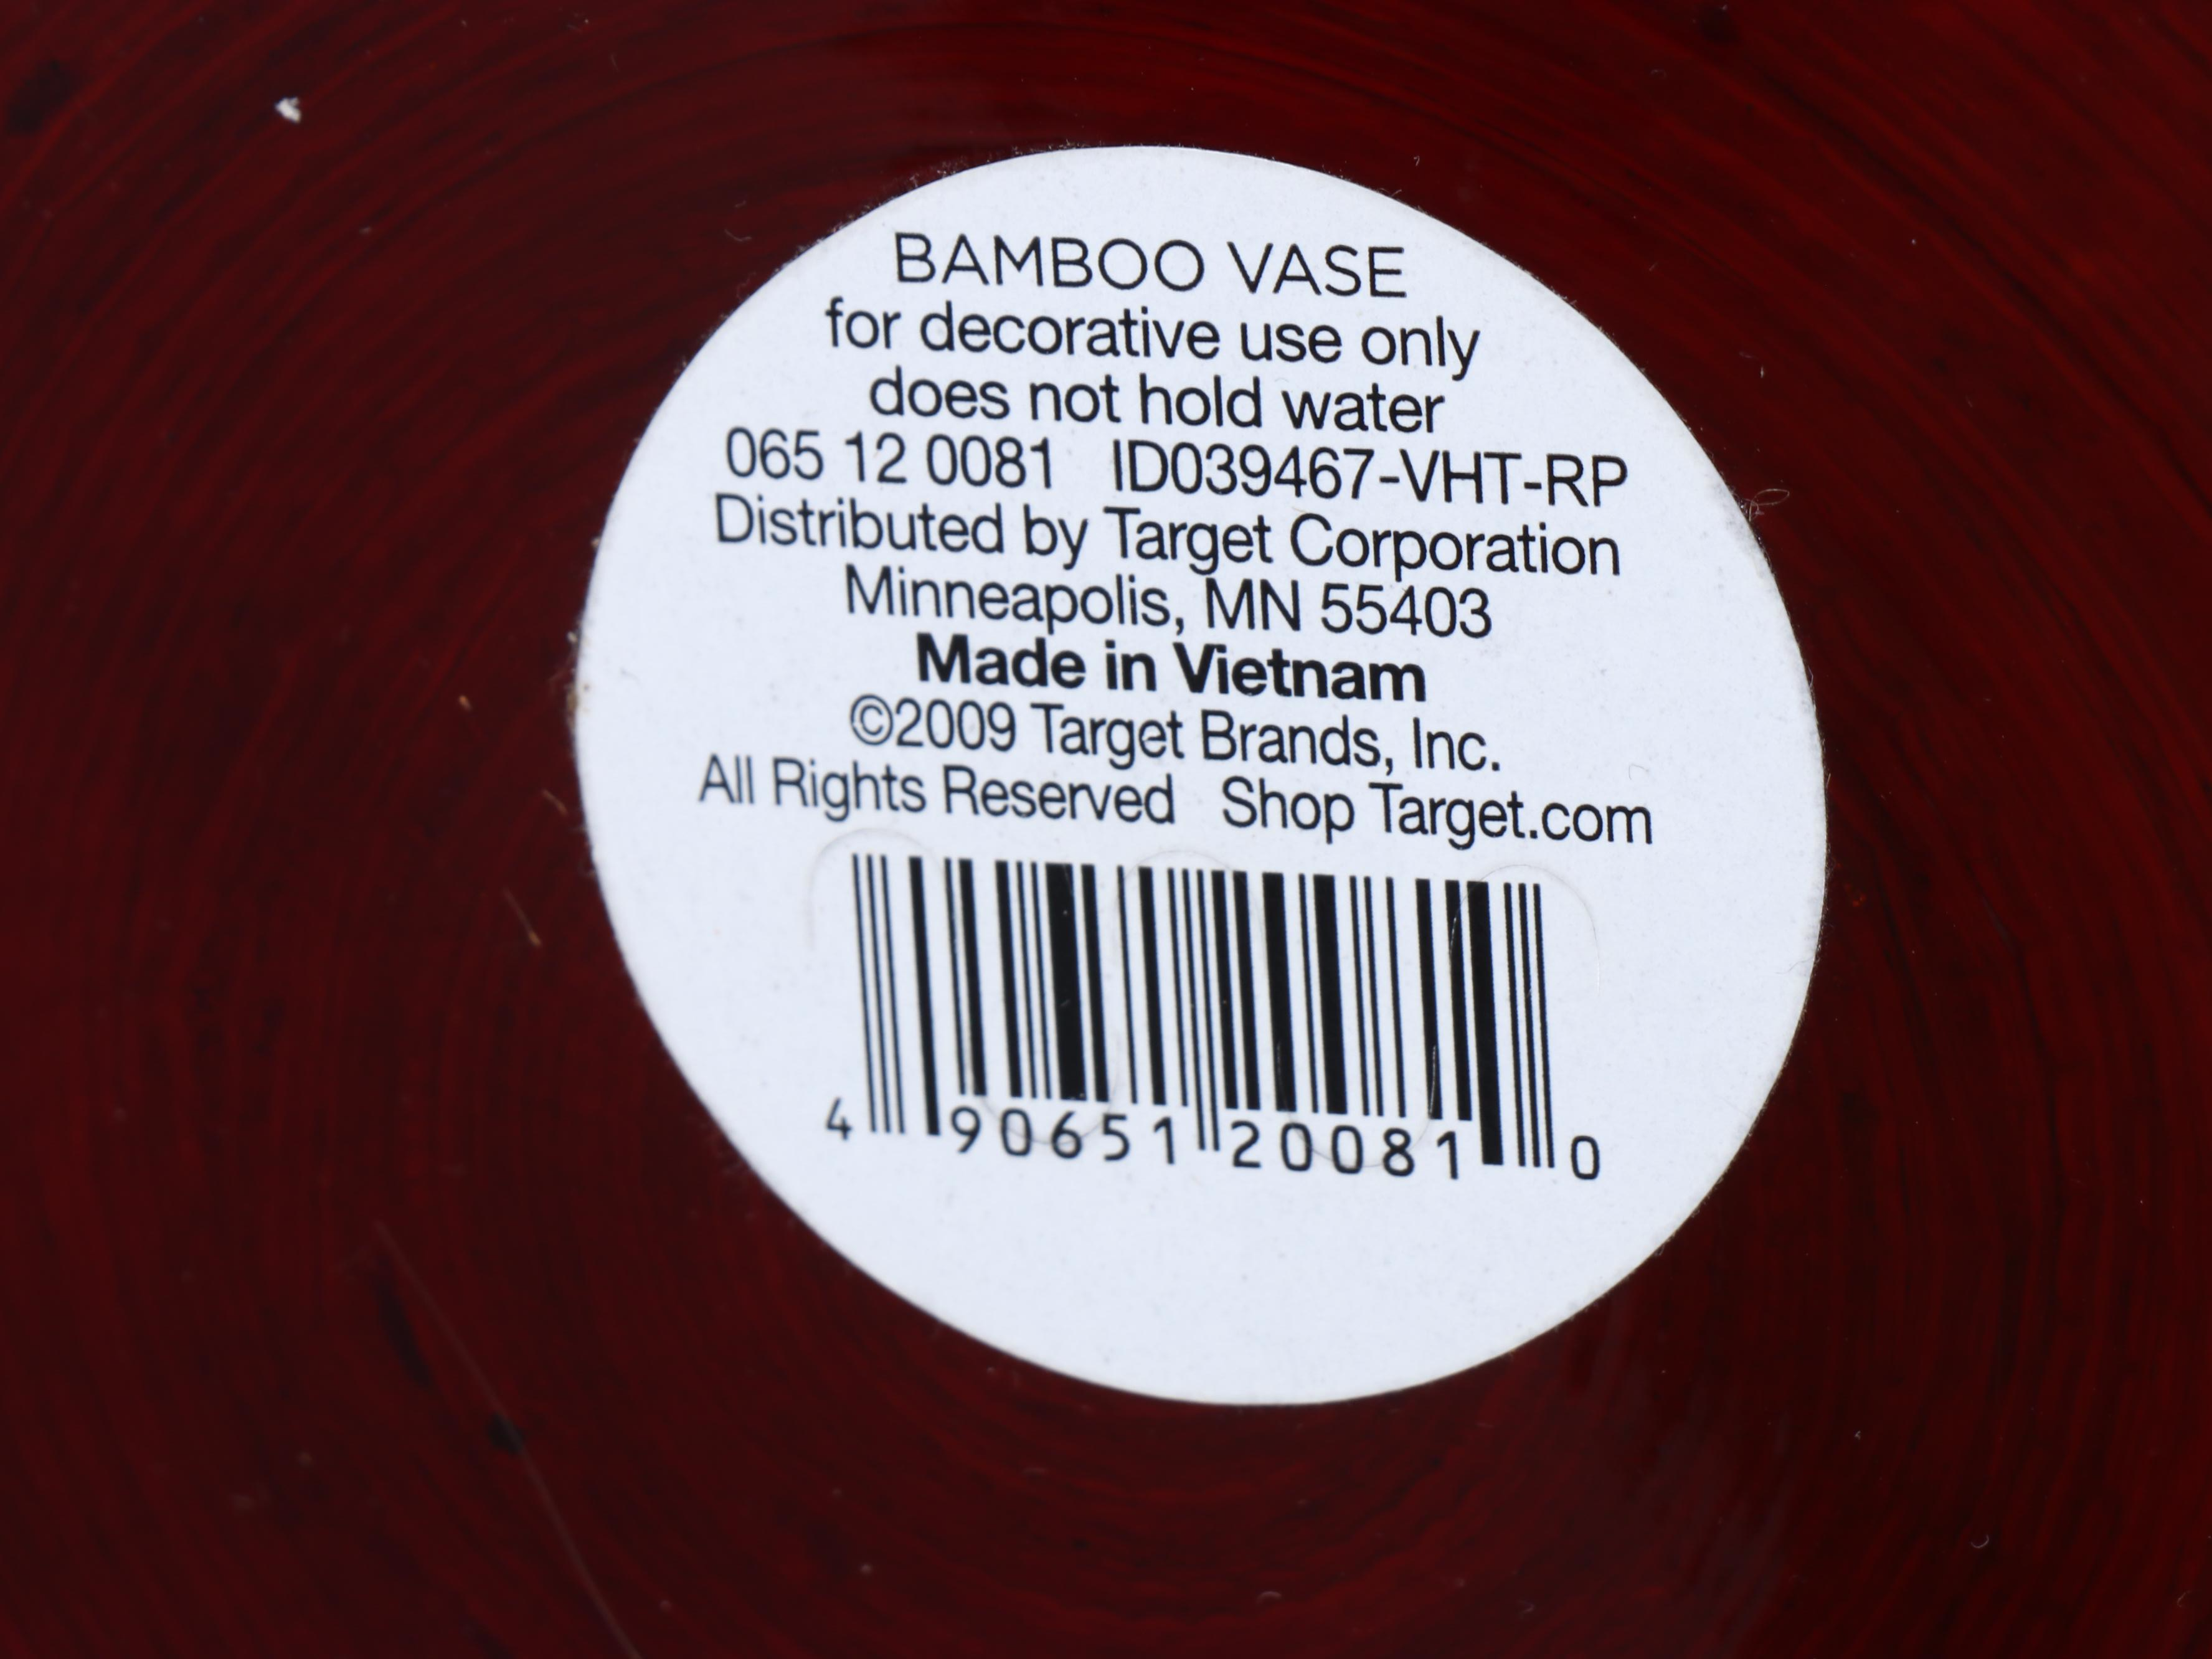 BAMBOO VASE
for decorative use only
does not hold water
065 12 0081 ID039467-VHT-RP
Distributed by Target Corporation
Minneapolis, MN 55403
Made in Vietnam
©2009 Target Brands, Inc.
All Rights Reserved Shop Target.com
4 90651 20081 0